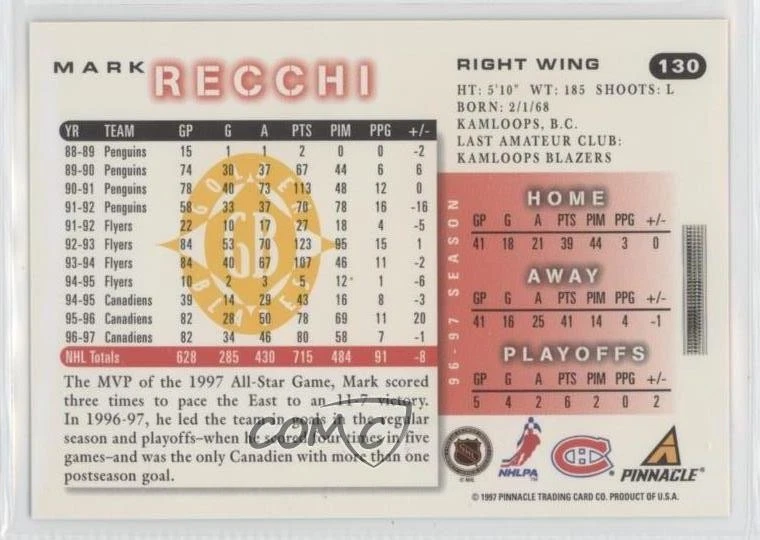 MARK RECCHI
RIGHT WING
130
HT: 5'10" WT: 185 SHOOTS: L
BORN: 2/1/68
KAMLOOPS, B.C.
LAST AMATEUR CLUB:
KAMLOOPS BLAZERS
YR TEAM GP G A PTS PIM PPG +/-
88-89 Penguins 15 1 1 2 0 0 -2
89-90 Penguins 74 30 37 67 44 6 6
90-91 Penguins 78 40 73 113 48 12 0
91-92 Penguins 58 33 37 70 78 16 -16
91-92 Flyers 22 10 17 27 18 4 -5
92-93 Flyers 84 53 70 123 95 15 1
93-94 Flyers 84 40 67 107 46 11 -2
94-95 Flyers 10 2 3 5 12 1 -6
94-95 Canadiens 39 14 29 43 16 8 -3
95-96 Canadiens 82 28 50 78 69 11 20
96-97 Canadiens 82 34 46 80 58 7 -1
NHL Totals 628 285 430 715 484 91 -8
GOLDEN
GB
BLADES
96-97 SEASON
HOME
GP G A PTS PIM PPG +/-
41 18 21 39 44 3 0
AWAY
GP G A PTS PIM PPG +/-
41 16 25 41 14 4 -1
PLAYOFFS
GP G A PTS PIM PPG +/-
5 4 2 6 2 0 2
The MVP of the 1997 All-Star Game, Mark scored
three times to pace the East to an 11-7 victory.
In 1996-97, he led the team in goals in the regular
season and playoffs–when he scored four times in five
games–and was the only Canadien with more than one
postseason goal.
COMC
NHL
© NHL
NHLPA
CH
PINNACLE
© 1997 PINNACLE TRADING CARD CO. PRODUCT OF U.S.A.